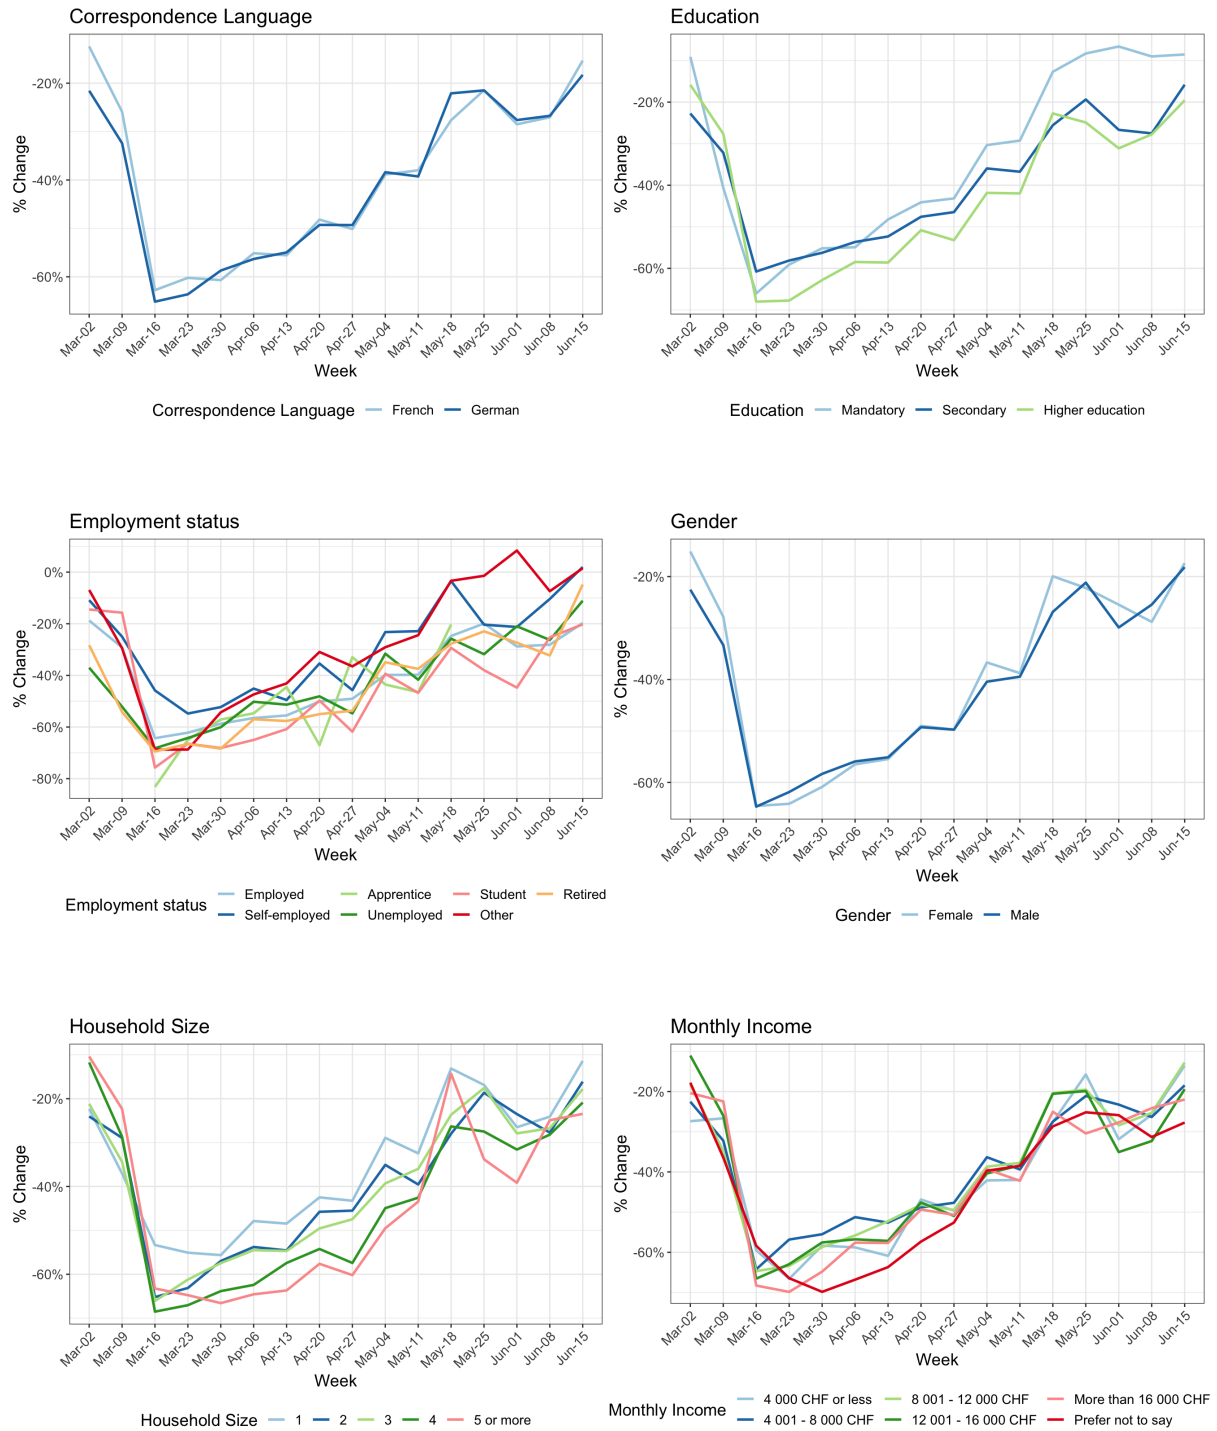 Correspondence Language
% Change
-20%
-40%
-60%
Mar-02 Mar-09 Mar-16 Mar-23 Mar-30 Apr-06 Apr-13 Apr-20 Apr-27 May-04 May-11 May-18 May-25 Jun-01 Jun-08 Jun-15
Week
Correspondence Language French German
Education
% Change
-20%
-40%
-60%
Mar-02 Mar-09 Mar-16 Mar-23 Mar-30 Apr-06 Apr-13 Apr-20 Apr-27 May-04 May-11 May-18 May-25 Jun-01 Jun-08 Jun-15
Week
Education Mandatory Secondary Higher education
Employment status
% Change
0%
-20%
-40%
-60%
-80%
Mar-02 Mar-09 Mar-16 Mar-23 Mar-30 Apr-06 Apr-13 Apr-20 Apr-27 May-04 May-11 May-18 May-25 Jun-01 Jun-08 Jun-15
Week
Employment status
Employed Apprentice Student Retired
Self-employed Unemployed Other
Gender
% Change
-20%
-40%
-60%
Mar-02 Mar-09 Mar-16 Mar-23 Mar-30 Apr-06 Apr-13 Apr-20 Apr-27 May-04 May-11 May-18 May-25 Jun-01 Jun-08 Jun-15
Week
Gender Female Male
Household Size
% Change
-20%
-40%
-60%
Mar-02 Mar-09 Mar-16 Mar-23 Mar-30 Apr-06 Apr-13 Apr-20 Apr-27 May-04 May-11 May-18 May-25 Jun-01 Jun-08 Jun-15
Week
Household Size 1 2 3 4 5 or more
Monthly Income
% Change
-20%
-40%
-60%
Mar-02 Mar-09 Mar-16 Mar-23 Mar-30 Apr-06 Apr-13 Apr-20 Apr-27 May-04 May-11 May-18 May-25 Jun-01 Jun-08 Jun-15
Week
Monthly Income
4 000 CHF or less 8 001 - 12 000 CHF More than 16 000 CHF
4 001 - 8 000 CHF 12 001 - 16 000 CHF Prefer not to say